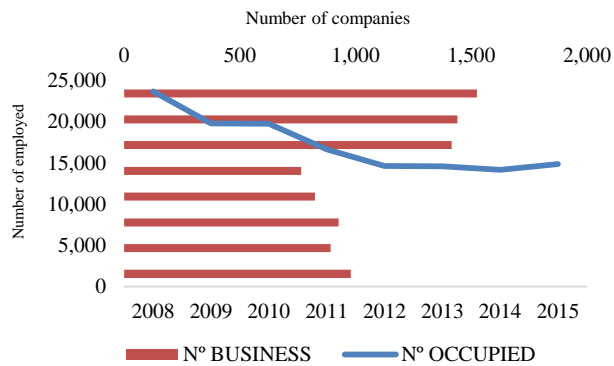 Number of companies
0 500 1,000 1,500 2,000
Number of employed
25,000
20,000
15,000
10,000
5,000
0
2008 2009 2010 2011 2012 2013 2014 2015
Nº BUSINESS Nº OCCUPIED